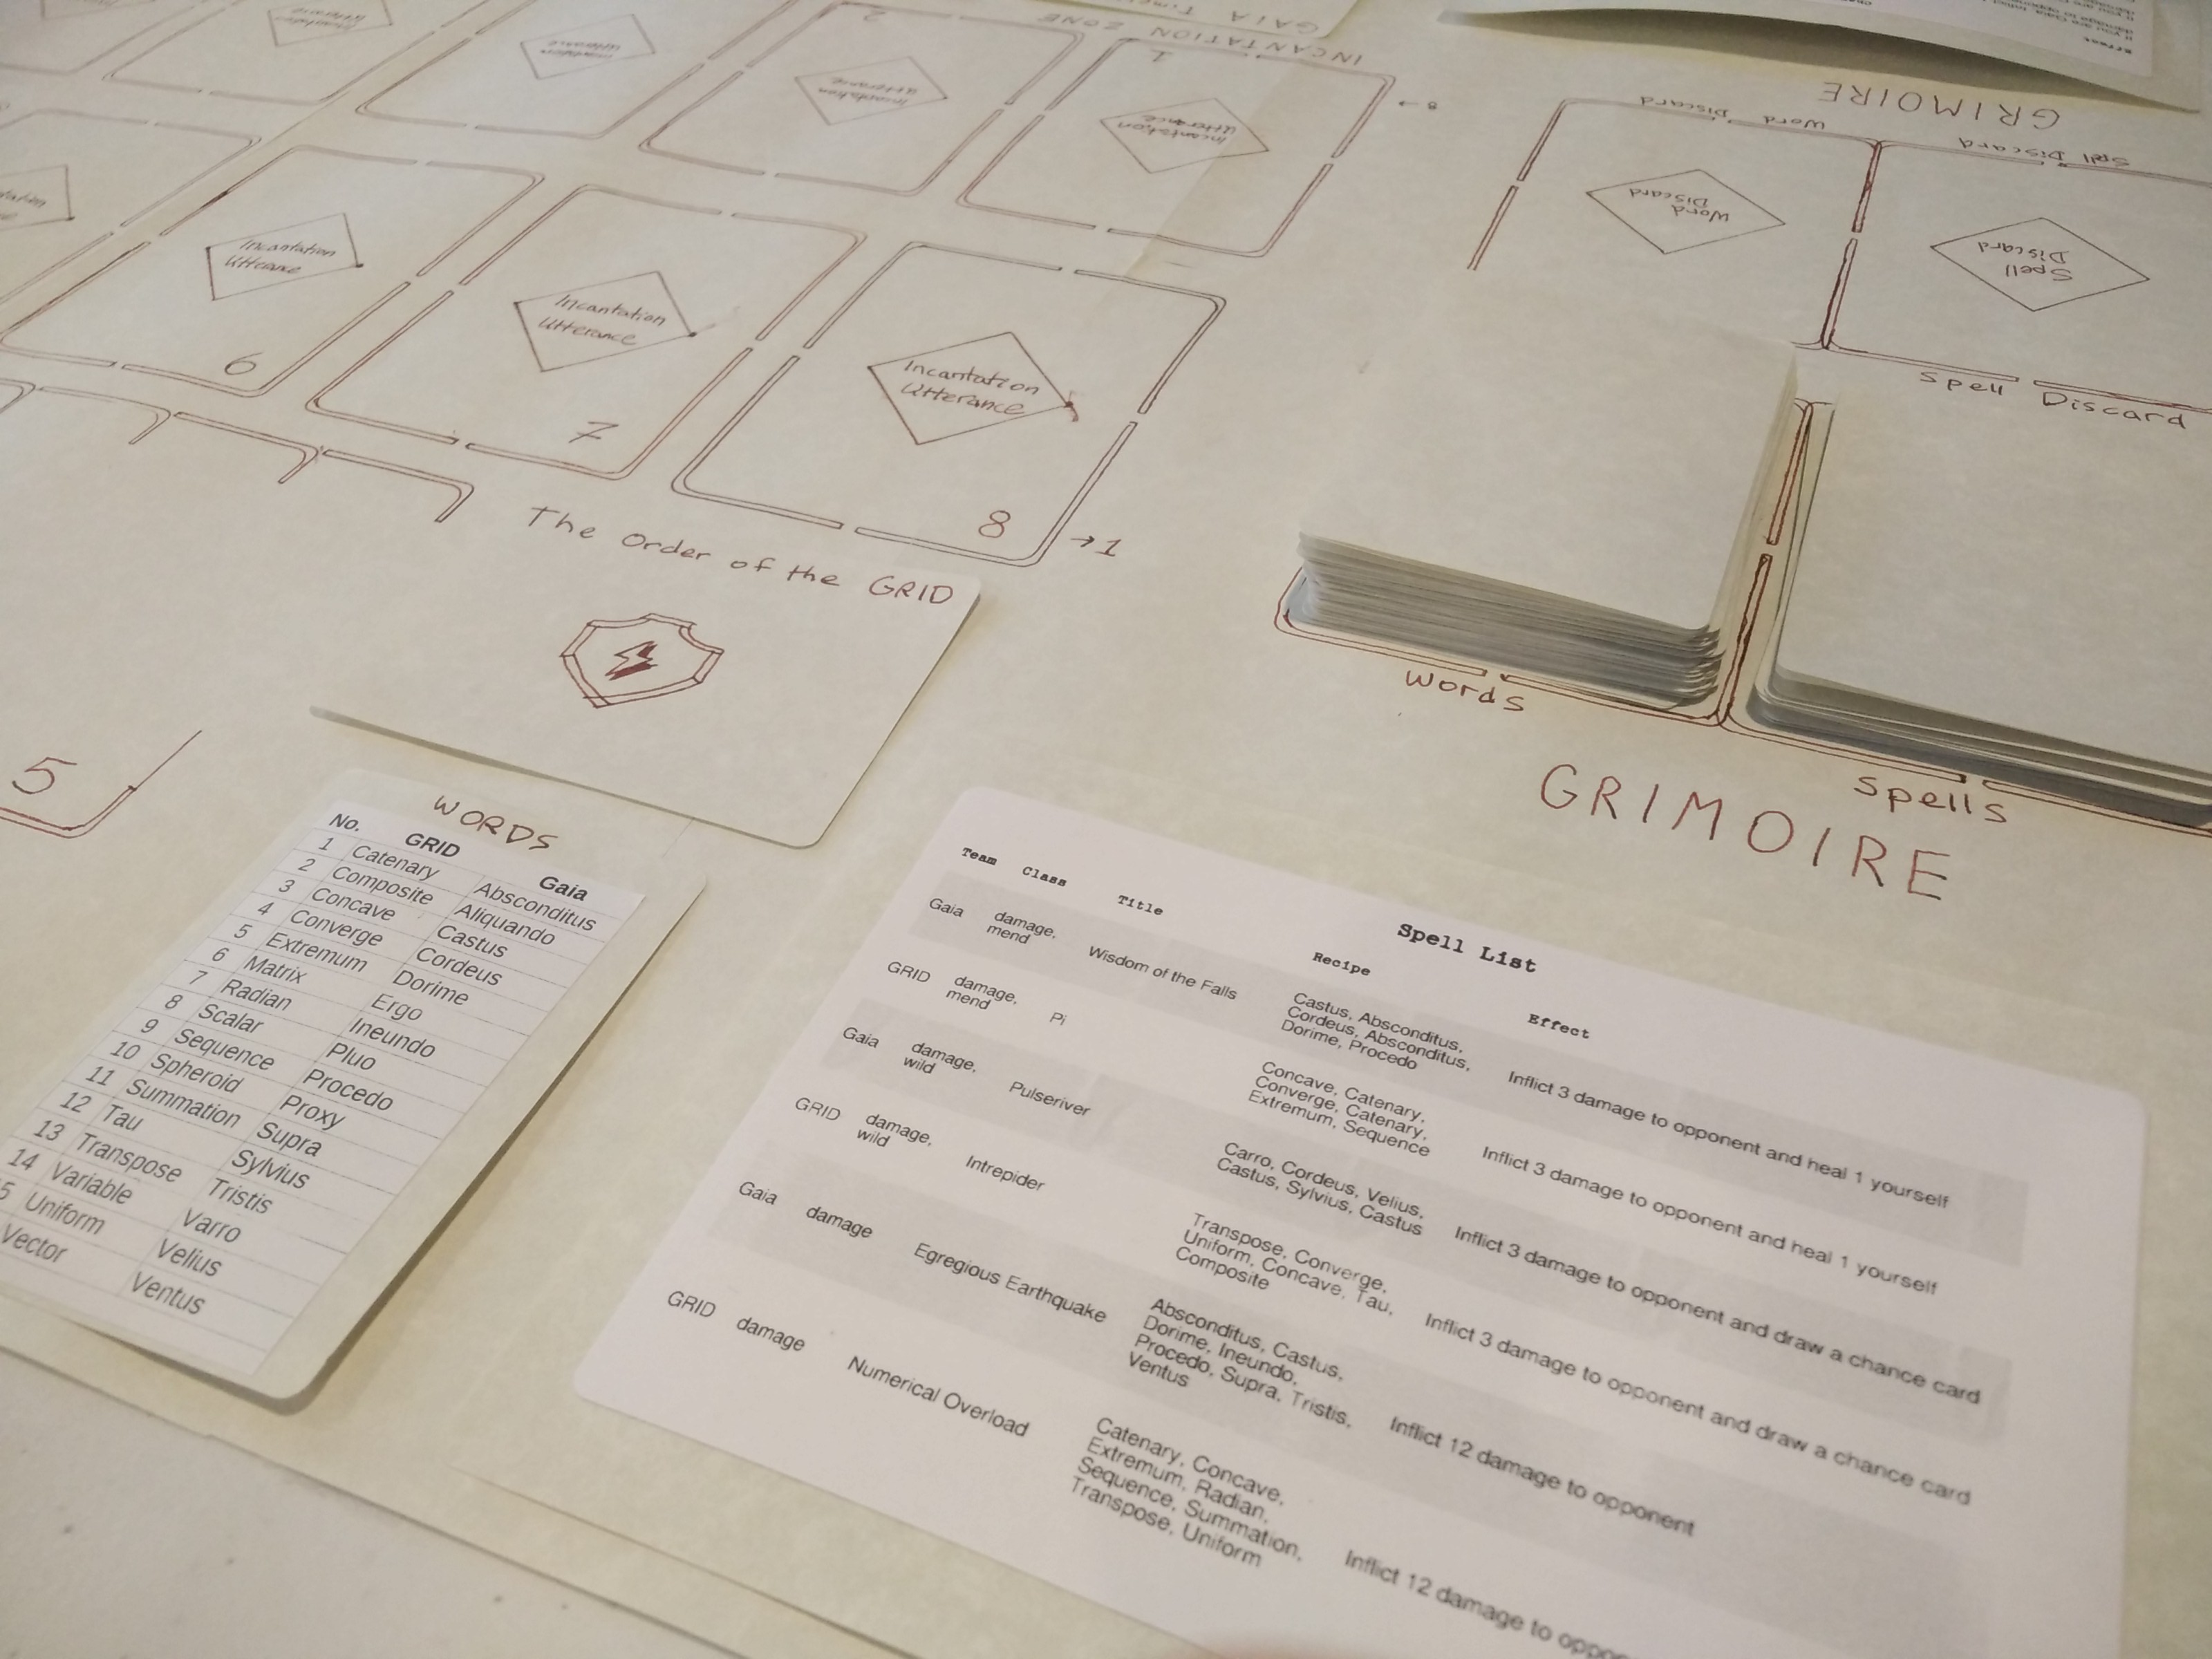 GAIA
INCANTATION ZONE
2
1
Incantation
Utterance
Incantation
Utterance
Incantation
Utterance
→ 8
Effect
GRIMOIRE
Word Discard
Spell Discard
Word
Discard
Spell
Discard
Incantation
Utterance
6
Incantation
Utterance
7
Incantation
Utterance
8
→1
Spell Discard
The Order of the GRID
Words
Spells
GRIMOIRE
5
WORDS
No. GRID Gaia
1 Catenary Absconditus
2 Composite Aliquando
3 Concave Castus
4 Converge Cordeus
5 Extremum Dorime
6 Matrix Ergo
7 Radian Ineundo
8 Scalar Pluo
9 Sequence Procedo
10 Spheroid Proxy
11 Summation Supra
12 Tau Sylvius
13 Transpose Tristis
14 Variable Varro
5 Uniform Velius
Vector Ventus
Spell List
Team Class Title Recipe Effect
Gaia damage, mend Wisdom of the Falls Castus, Absconditus,
Cordeus, Absconditus,
Dorime, Procedo Inflict 3 damage to opponent and heal 1 yourself
GRID damage, mend Pi Concave, Catenary,
Converge, Catenary,
Extremum, Sequence Inflict 3 damage to opponent and heal 1 yourself
Gaia damage, wild Pulseriver Carro, Cordeus, Velius,
Castus, Sylvius, Castus Inflict 3 damage to opponent and draw a chance card
GRID damage, wild Intrepider Transpose, Converge,
Uniform, Concave, Tau,
Composite Inflict 3 damage to opponent and draw a chance card
Gaia damage Egregious Earthquake Absconditus, Castus,
Dorime, Ineundo,
Procedo, Supra, Tristis,
Ventus Inflict 12 damage to opponent
GRID damage Numerical Overload Catenary, Concave,
Extremum, Radian,
Sequence, Summation,
Transpose, Uniform Inflict 12 damage to oppo